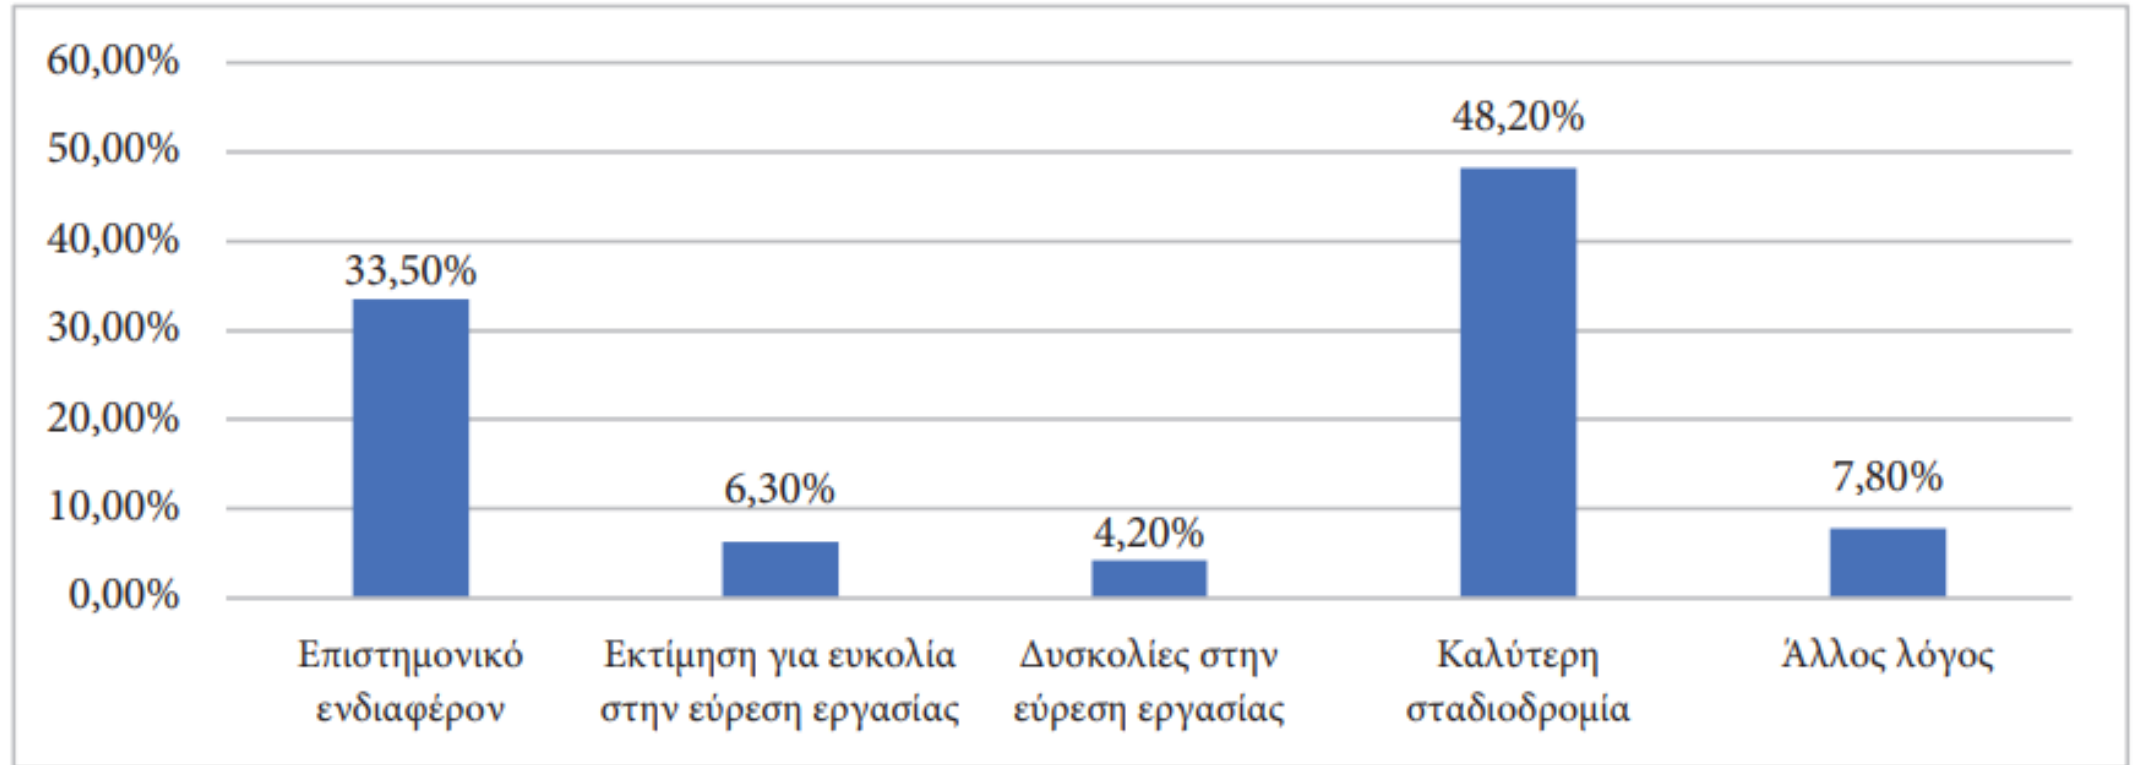 60,00%
50,00%
40,00%
30,00%
20,00%
10,00%
0,00%
33,50%
6,30%
4,20%
48,20%
7,80%
Επιστημονικό
ενδιαφέρον
Εκτίμηση για ευκολία
στην εύρεση εργασίας
Δυσκολίες στην
εύρεση εργασίας
Καλύτερη
σταδιοδρομία
Άλλος λόγος